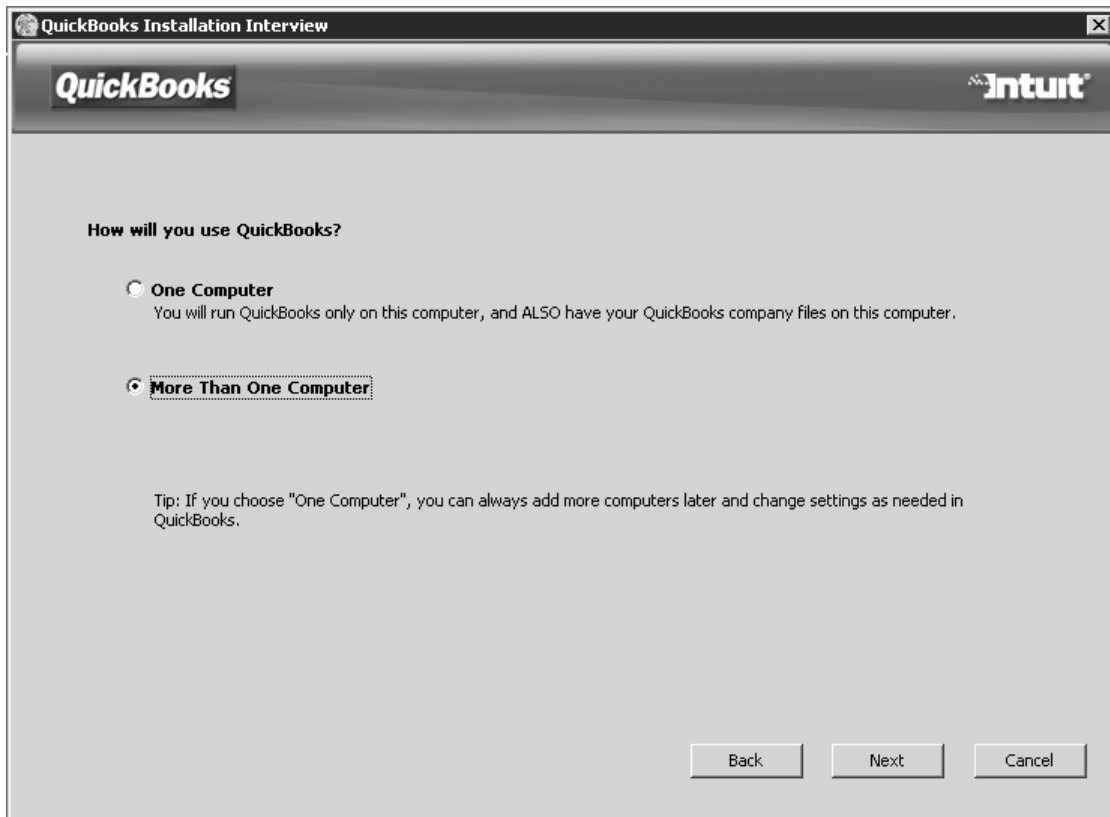 QuickBooks Installation Interview
QuickBooks
Intuit
How will you use QuickBooks?
One Computer
You will run QuickBooks only on this computer, and ALSO have your QuickBooks company files on this computer.
More Than One Computer
Tip: If you choose "One Computer", you can always add more computers later and change settings as needed in
QuickBooks.
Back Next Cancel